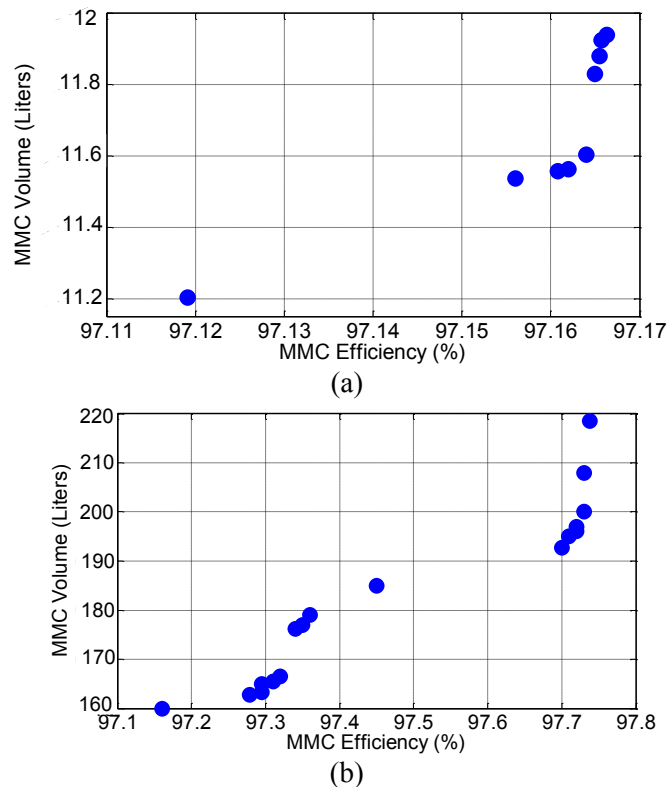 12
11.8
11.6
11.4
11.2
MMC Volume (Liters)
97.11 97.12 97.13 97.14 97.15 97.16 97.17
MMC Efficiency (%)
(a)
220
210
200
190
180
170
160
MMC Volume (Liters)
97.1 97.2 97.3 97.4 97.5 97.6 97.7 97.8
MMC Efficiency (%)
(b)